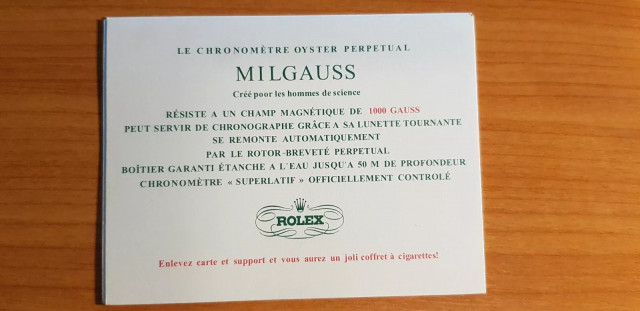 LE CHRONOMÈTRE OYSTER PERPETUAL
MILGAUSS
Créé pour les hommes de science
RÉSISTE A UN CHAMP MAGNÉTIQUE DE 1000 GAUSS
PEUT SERVIR DE CHRONOGRAPHE GRÂCE A SA LUNETTE TOURNANTE
SE REMONTE AUTOMATIQUEMENT
PAR LE ROTOR-BREVETÉ PERPETUAL
BOÎTIER GARANTI ÉTANCHE A L'EAU JUSQU'A 50 M DE PROFONDEUR
CHRONOMÈTRE « SUPERLATIF » OFFICIELLEMENT CONTROLÉ
ROLEX
Enlevez carte et support et vous aurez un joli coffret à cigarettes!